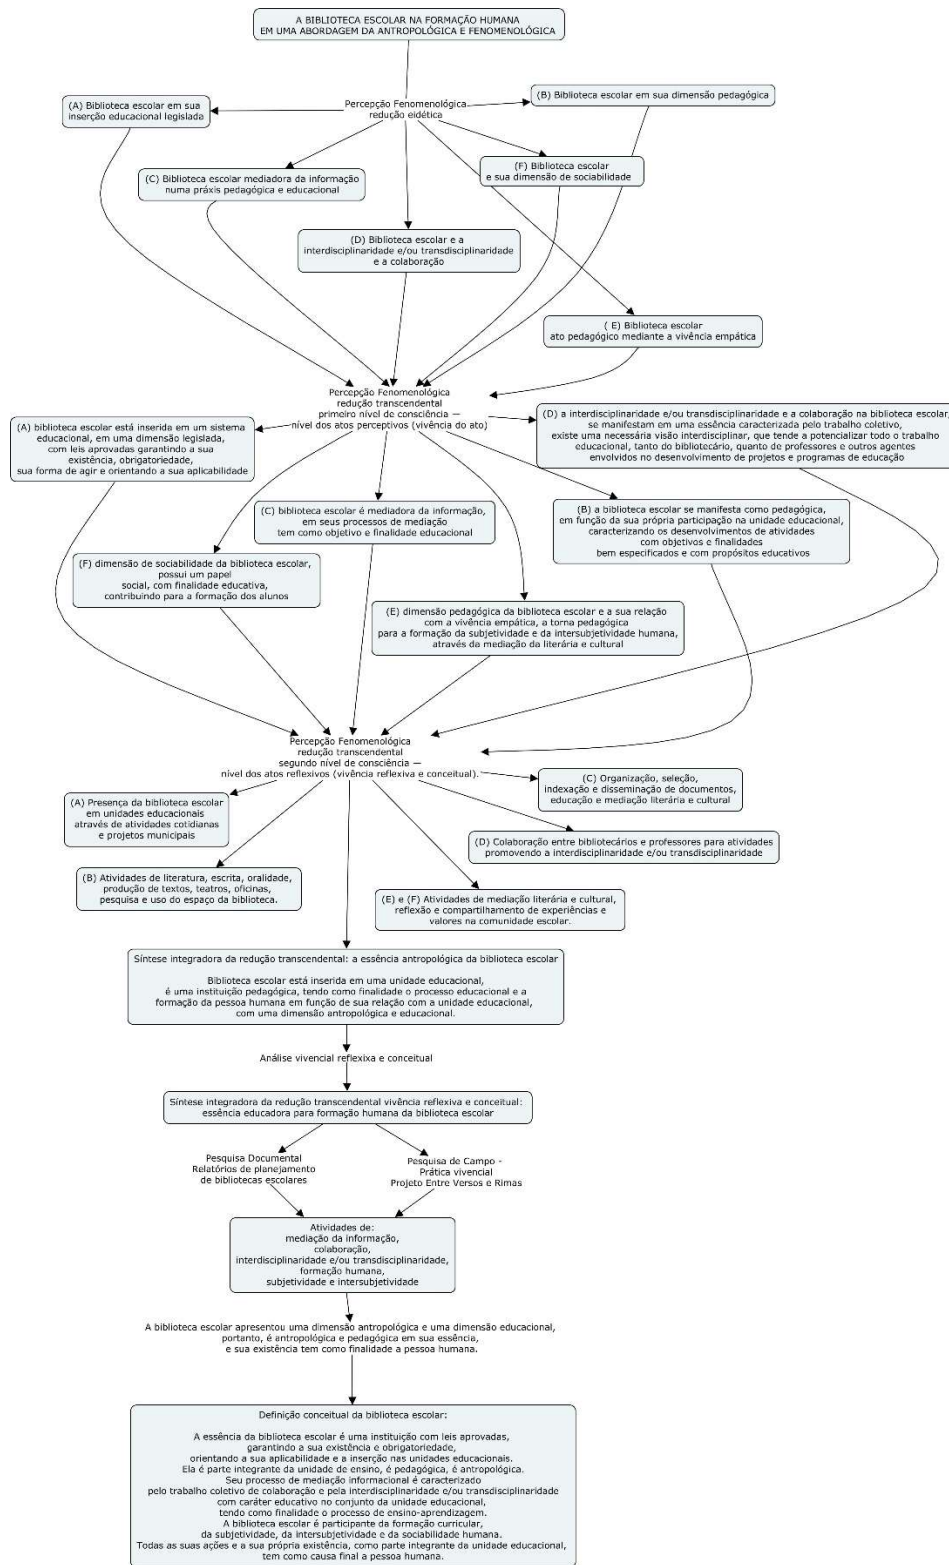 A BIBLIOTECA ESCOLAR NA FORMAÇÃO HUMANA
EM UMA ABORDAGEM DA ANTROPOLÓGICA E FENOMENOLÓGICA
(A) Biblioteca escolar em sua
inserção educacional legislada
Percepção Fenomenológica
redução eidética
(B) Biblioteca escolar em sua dimensão pedagógica
(C) Biblioteca escolar mediadora da informação
numa práxis pedagógica e educacional
(F) Biblioteca escolar
e sua dimensão de sociabilidade
(D) Biblioteca escolar e a
interdisciplinaridade e/ou transdisciplinaridade
e a colaboração
( E) Biblioteca escolar
ato pedagógico mediante a vivência empática
Percepção Fenomenológica
redução transcendental
primeiro nível de consciência —
nível dos atos perceptivos (vivência do ato)
(A) biblioteca escolar está inserida em um sistema
educacional, em uma dimensão legislada,
com leis aprovadas garantindo a sua
existência, obrigatoriedade,
sua forma de agir e orientando a sua aplicabilidade
(D) a interdisciplinaridade e/ou transdisciplinaridade e a colaboração na biblioteca escolar,
se manifestam em uma essência caracterizada pelo trabalho coletivo,
existe uma necessária visão interdisciplinar, que tende a potencializar todo o trabalho
educacional, tanto do bibliotecário, quanto de professores e outros agentes
envolvidos no desenvolvimento de projetos e programas de educação
(C) biblioteca escolar é mediadora da informação,
em seus processos de mediação
tem como objetivo e finalidade educacional
(B) a biblioteca escolar se manifesta como pedagógica,
em função da sua própria participação na unidade educacional,
caracterizando os desenvolvimentos de atividades
com objetivos e finalidades
bem especificados e com propósitos educativos
(F) dimensão de sociabilidade da biblioteca escolar,
possui um papel
social, com finalidade educativa,
contribuindo para a formação dos alunos
(E) dimensão pedagógica da biblioteca escolar e a sua relação
com a vivência empática, a torna pedagógica
para a formação da subjetividade e da intersubjetividade humana,
através da mediação da literária e cultural
Percepção Fenomenológica
redução transcendental
segundo nível de consciência —
nível dos atos reflexivos (vivência reflexiva e conceitual).
(C) Organização, seleção,
indexação e disseminação de documentos,
educação e mediação literária e cultural
(A) Presença da biblioteca escolar
em unidades educacionais
através de atividades cotidianas
e projetos municipais
(D) Colaboração entre bibliotecários e professores para atividades
promovendo a interdisciplinaridade e/ou transdisciplinaridade
(B) Atividades de literatura, escrita, oralidade,
produção de textos, teatros, oficinas,
pesquisa e uso do espaço da biblioteca.
(E) e (F) Atividades de mediação literária e cultural,
reflexão e compartilhamento de experiências e
valores na comunidade escolar.
Síntese integradora da redução transcendental: a essência antropológica da biblioteca escolar
Biblioteca escolar está inserida em uma unidade educacional,
é uma instituição pedagógica, tendo como finalidade o processo educacional e a
formação da pessoa humana em função de sua relação com a unidade educacional,
com uma dimensão antropológica e educacional.
Análise vivencial reflexixa e conceitual
Síntese integradora da redução transcendental vivência reflexiva e conceitual:
essência educadora para formação humana da biblioteca escolar
Pesquisa Documental
Relatórios de planejamento
de bibliotecas escolares
Pesquisa de Campo -
Prática vivencial
Projeto Entre Versos e Rimas
Atividades de:
mediação da informação,
colaboração,
interdisciplinaridade e/ou transdisciplinaridade,
formação humana,
subjetividade e intersubjetividade
A biblioteca escolar apresentou uma dimensão antropológica e uma dimensão educacional,
portanto, é antropológica e pedagógica em sua essência,
e sua existência tem como finalidade a pessoa humana.
Definição conceitual da biblioteca escolar:
A essência da biblioteca escolar é uma instituição com leis aprovadas,
garantindo a sua existência e obrigatoriedade,
orientando a sua aplicabilidade e a inserção nas unidades educacionais.
Ela é parte integrante da unidade de ensino, é pedagógica, é antropológica.
Seu processo de mediação informacional é caracterizado
pelo trabalho coletivo de colaboração e pela interdisciplinaridade e/ou transdisciplinaridade
com caráter educativo no conjunto da unidade educacional,
tendo como finalidade o processo de ensino-aprendizagem.
A biblioteca escolar é participante da formação curricular,
da subjetividade, da intersubjetividade e da sociabilidade humana.
Todas as suas ações e a sua própria existência, como parte integrante da unidade educacional,
tem como causa final a pessoa humana.